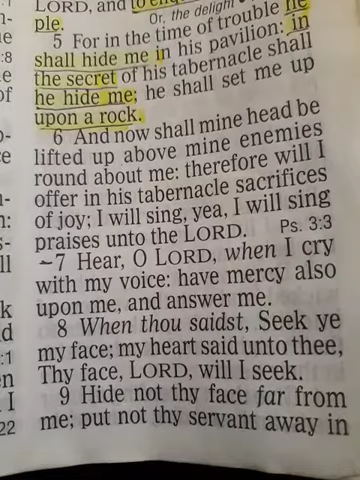 LORD, and to enq
ple. Or, the delight
5 For in the time of trouble he
shall hide me in his pavilion: in
the secret of his tabernacle shall
he hide me; he shall set me up
upon a rock.
6 And now shall mine head be
lifted up above mine enemies
round about me: therefore will I
offer in his tabernacle sacrifices
of joy; I will sing, yea, I will sing
praises unto the LORD. Ps. 3:3
~7 Hear, O LORD, when I cry
with my voice: have mercy also
upon me, and answer me.
8 When thou saidst, Seek ye
my face; my heart said unto thee,
Thy face, LORD, will I seek.
9 Hide not thy face far from
me; put not thy servant away in